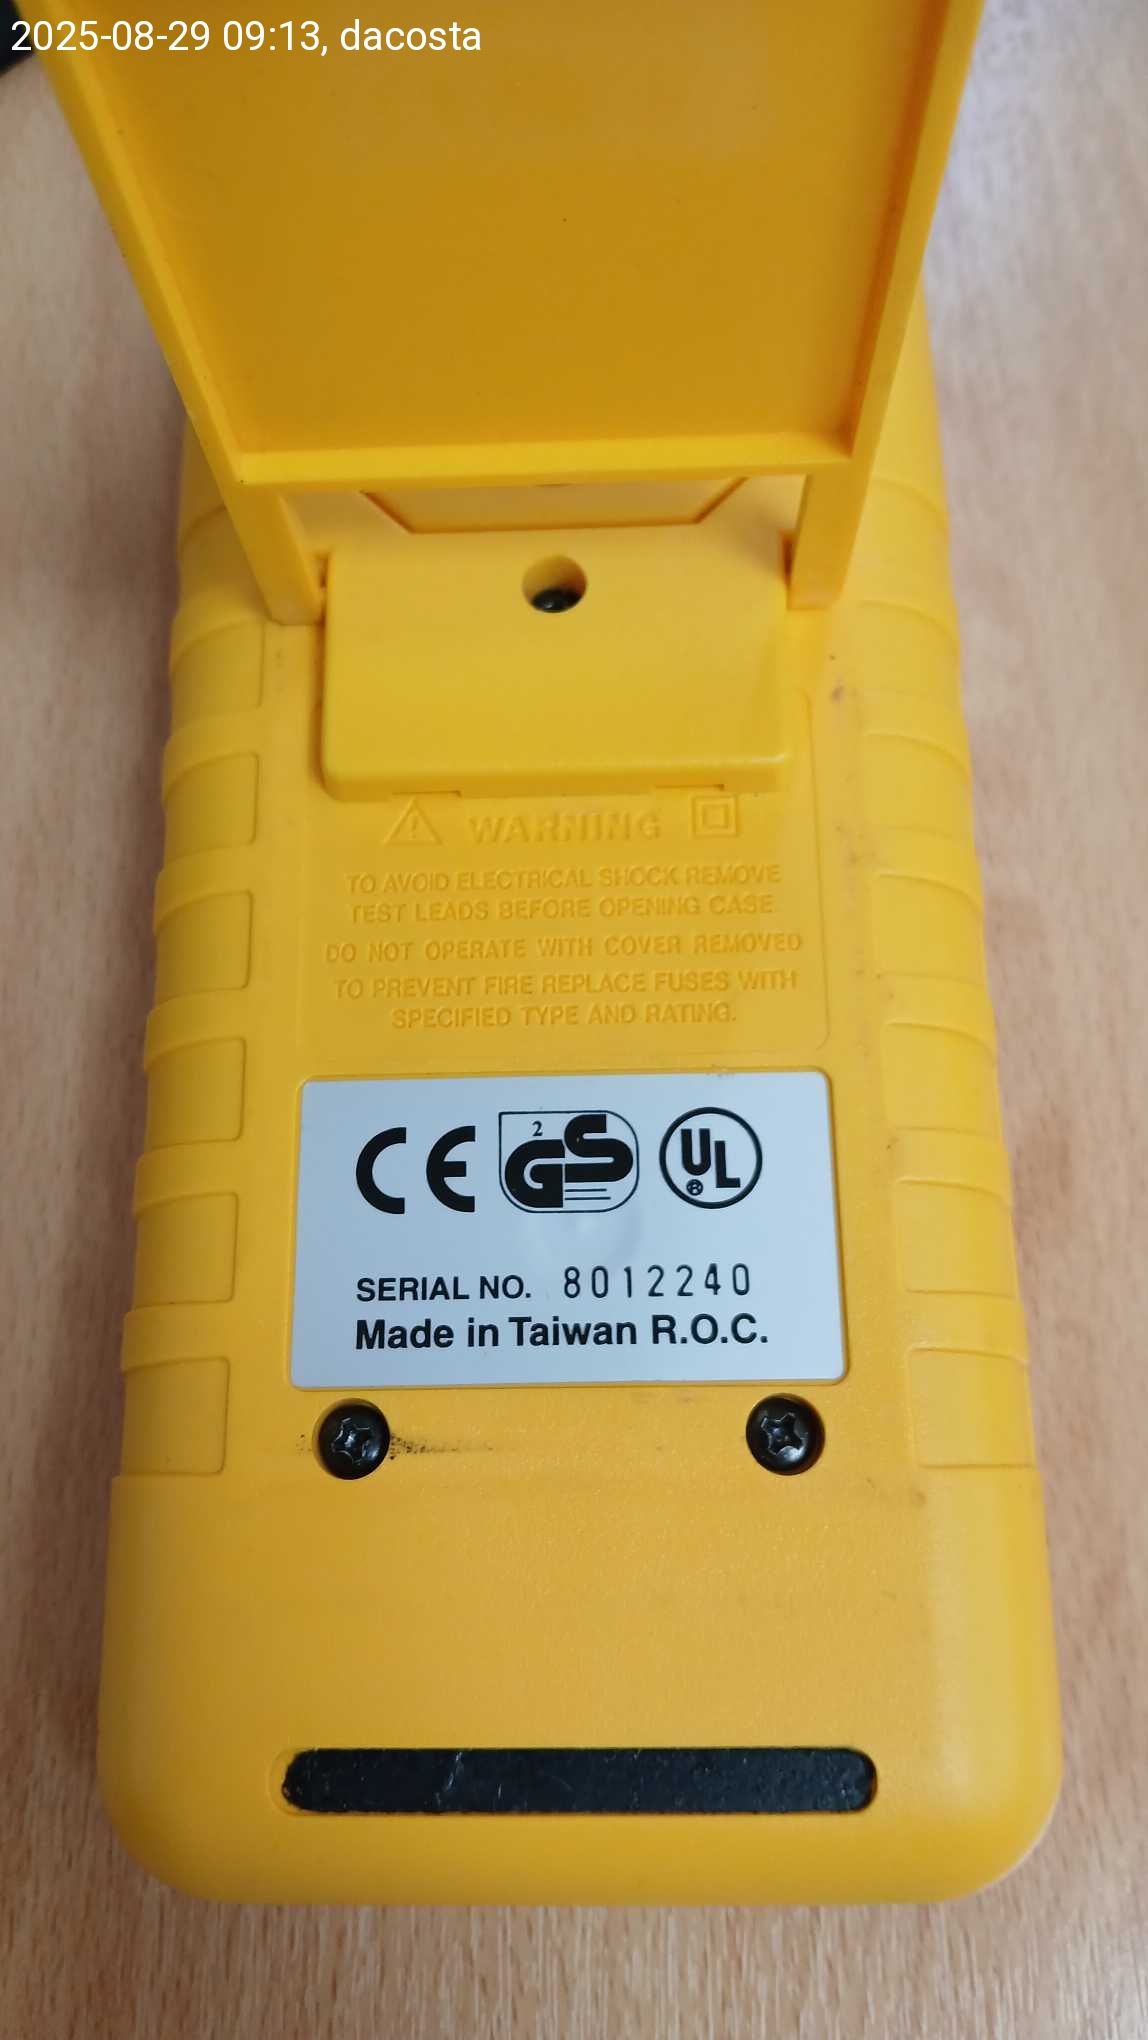 2025-08-29 09:13, dacosta
WARNING
TO AVOID ELECTRICAL SHOCK REMOVE
TEST LEADS BEFORE OPENING CASE.
DO NOT OPERATE WITH COVER REMOVED
TO PREVENT FIRE REPLACE FUSES WITH
SPECIFIED TYPE AND RATING.
CE 2 GS UL ®
SERIAL NO. 8012240
Made in Taiwan R.O.C.